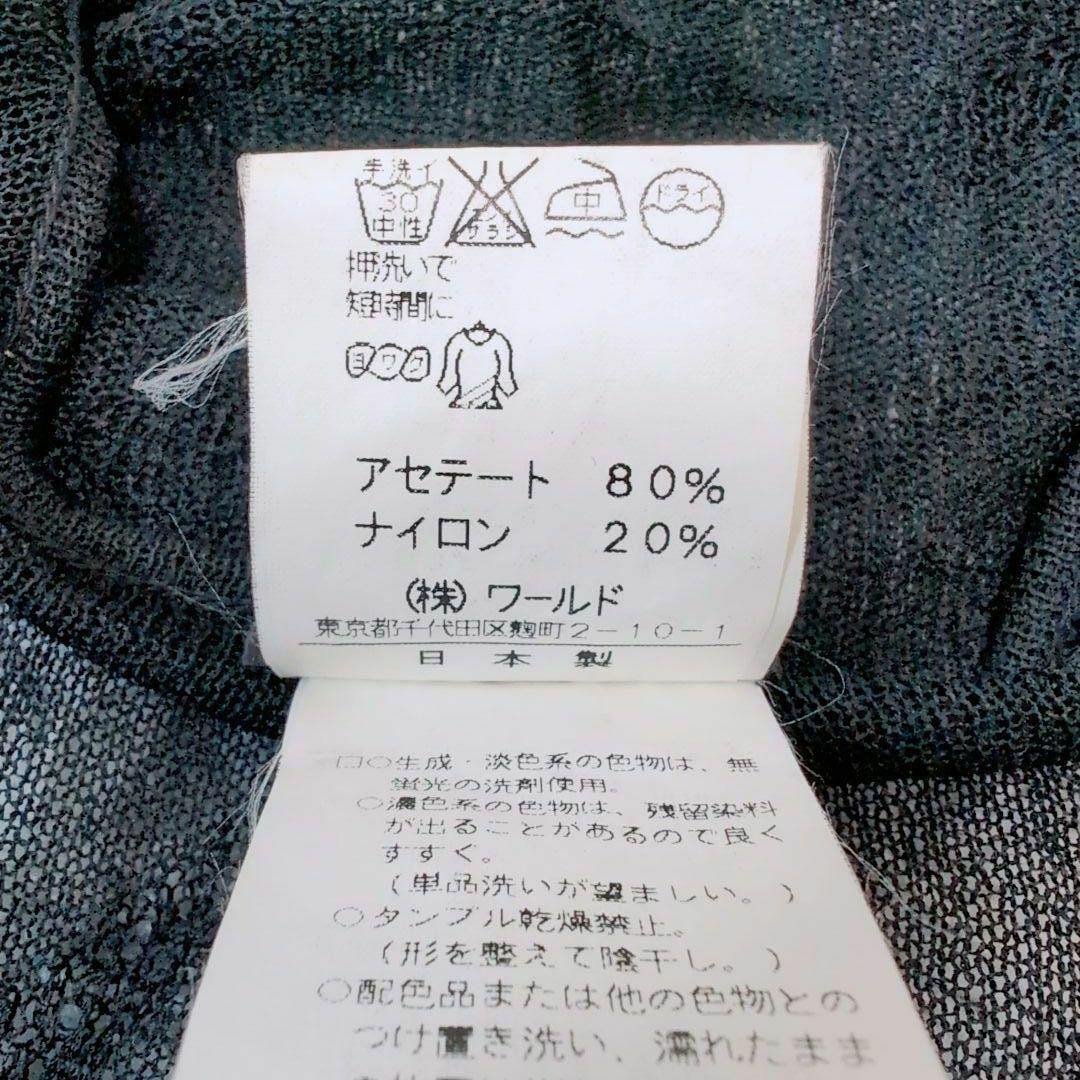 手洗イ
30
中性
サラシ
中
ドライ
押洗いで
短時間に
ヨワク
アセテート 80%
ナイロン 20%
(株) ワールド
東京都千代田区麹町2-10-1
日本製
□○生成・淡色系の色物は、無
蛍光の洗剤使用。
○濃色系の色物は、残留染料
が出ることがあるので良く
すすぐ。
(単品洗いが望ましい。)
○タンブル乾燥禁止。
(形を整えて陰干し。)
○配色品または他の色物との
つけ置き洗い、濡れたまま